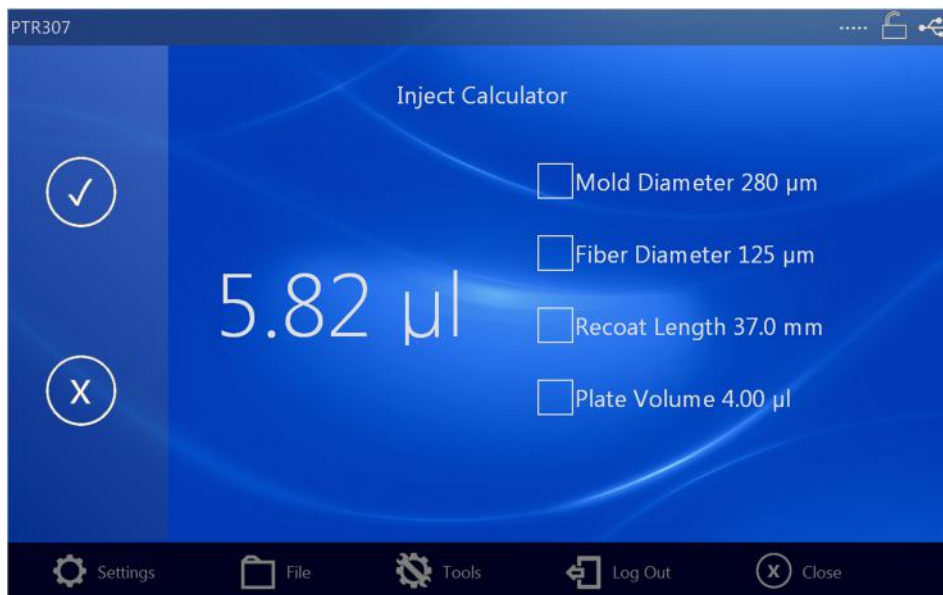 PTR307
Inject Calculator
✓
Mold Diameter 280 µm
Fiber Diameter 125 µm
5.82 µl
Recoat Length 37.0 mm
X
Plate Volume 4.00 µl
Settings
File
Tools
Log Out
X
Close